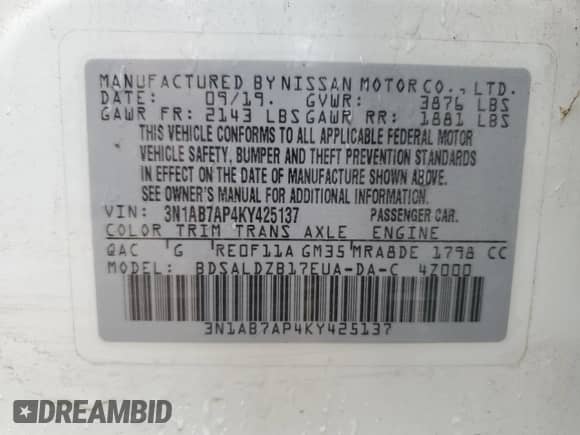 MANUFACTURED BY NISSAN MOTOR CO., LTD.
DATE: 09/19. GVWR: 3876 LBS
GAWR FR: 2143 LBS GAWR RR: 1881 LBS
THIS VEHICLE CONFORMS TO ALL APPLICABLE FEDERAL MOTOR
VEHICLE SAFETY, BUMPER AND THEFT PREVENTION STANDARDS
IN EFFECT ON THE DATE OF MANUFACTURE SHOWN ABOVE.
SEE OWNER'S MANUAL FOR ADDITIONAL INFORMATION.
VIN: 3N1AB7AP4KY425137 PASSENGER CAR.
COLOR TRIM TRANS AXLE ENGINE
QAC G RE0F11A GM35 MRA8DE 1798 CC
MODEL: BDSALDZB17EUA-DA-C 47000
3N1AB7AP4KY425137
DREAMBID